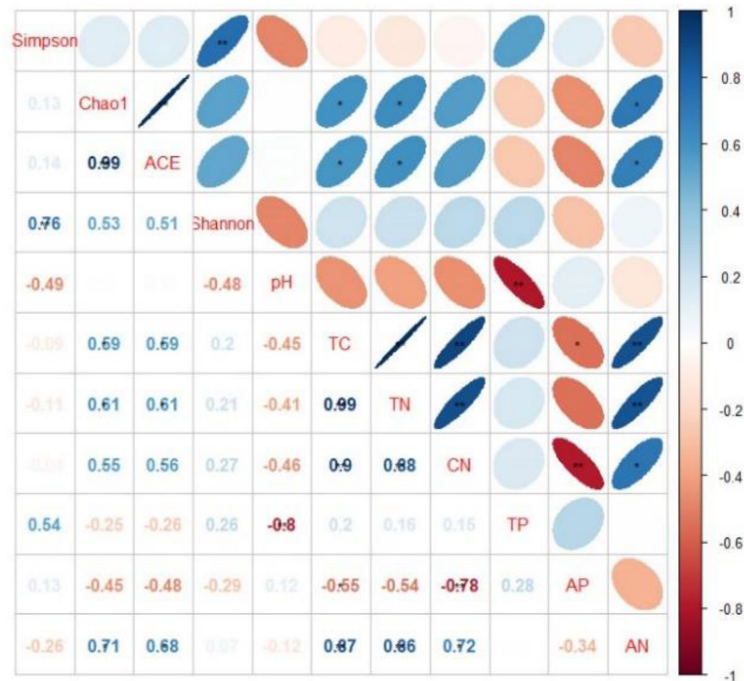 Simpson **
0.13 Chao1 * * *
0.14 0.99 ACE * * *
0.76 0.53 0.51 Shannon
-0.49 -0.48 pH **
-0.09 0.59 0.59 0.2 -0.45 TC ** ** * **
-0.11 0.61 0.61 0.21 -0.41 0.99 TN ** **
0.55 0.56 0.27 -0.46 0.9 0.88 CN ** *
0.54 -0.25 -0.26 0.26 -0.8 0.2 0.16 0.15 TP
0.13 -0.45 -0.48 -0.29 0.12 -0.55 -0.54 -0.78 0.28 AP
-0.26 0.71 0.68 0.07 -0.12 0.87 0.86 0.72 -0.34 AN
1
0.8
0.6
0.4
0.2
0
-0.2
-0.4
-0.6
-0.8
-1